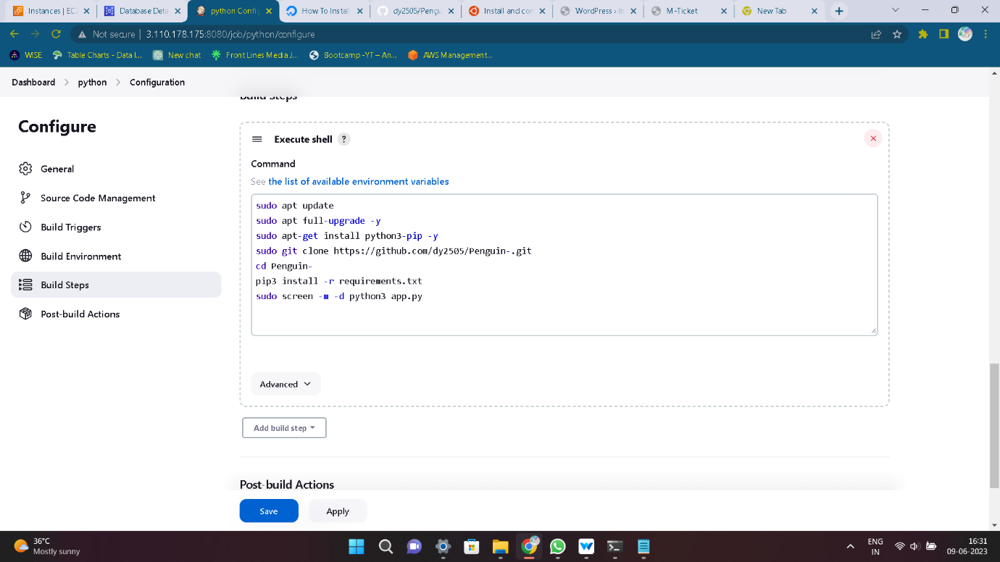 Instances | EC2
Database Deta
python Config
How To Install
dy2505/Pengu
Install and con
WordPress › In
M-Ticket
New Tab
Not secure | 3.110.178.175:8080/job/python/configure
WISE
Table Charts - Data I...
New chat
Front Lines Media J...
Bootcamp -YT – An...
AWS Management...
Dashboard > python > Configuration
Build Steps
Configure
General
Source Code Management
Build Triggers
Build Environment
Build Steps
Post-build Actions
Execute shell ?
Command
See the list of available environment variables
sudo apt update
sudo apt full-upgrade -y
sudo apt-get install python3-pip -y
sudo git clone https://github.com/dy2505/Penguin-.git
cd Penguin-
pip3 install -r requirements.txt
sudo screen -m -d python3 app.py
Advanced
Add build step
Post-build Actions
Save
Apply
36°C
Mostly sunny
ENG
IN
16:31
09-06-2023